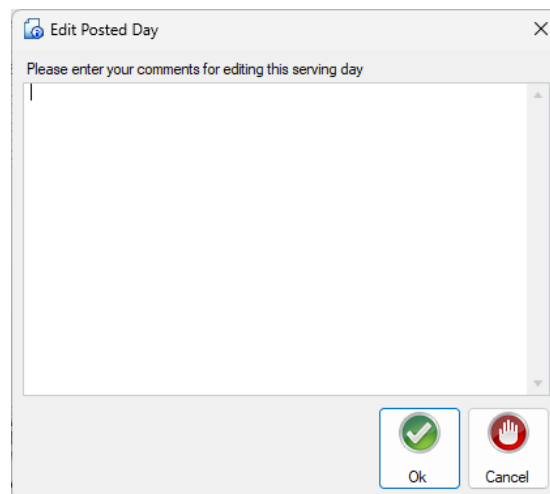 Edit Posted Day
Please enter your comments for editing this serving day
Ok
Cancel